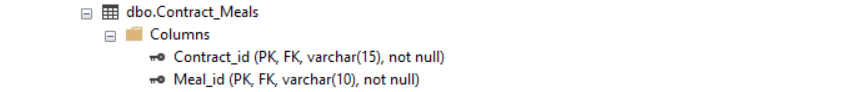 dbo.Contract_Meals
Columns
Contract_id (PK, FK, varchar(15), not null)
Meal_id (PK, FK, varchar(10), not null)